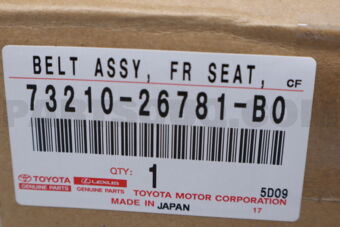 BELT ASSY, FR SEAT, CF
73210-26781-B0
QTY: 1
TOYOTA LEXUS
GENUINE PARTS GENUINE PARTS
TOYOTA MOTOR CORPORATION
5D09
MADE IN JAPAN 17